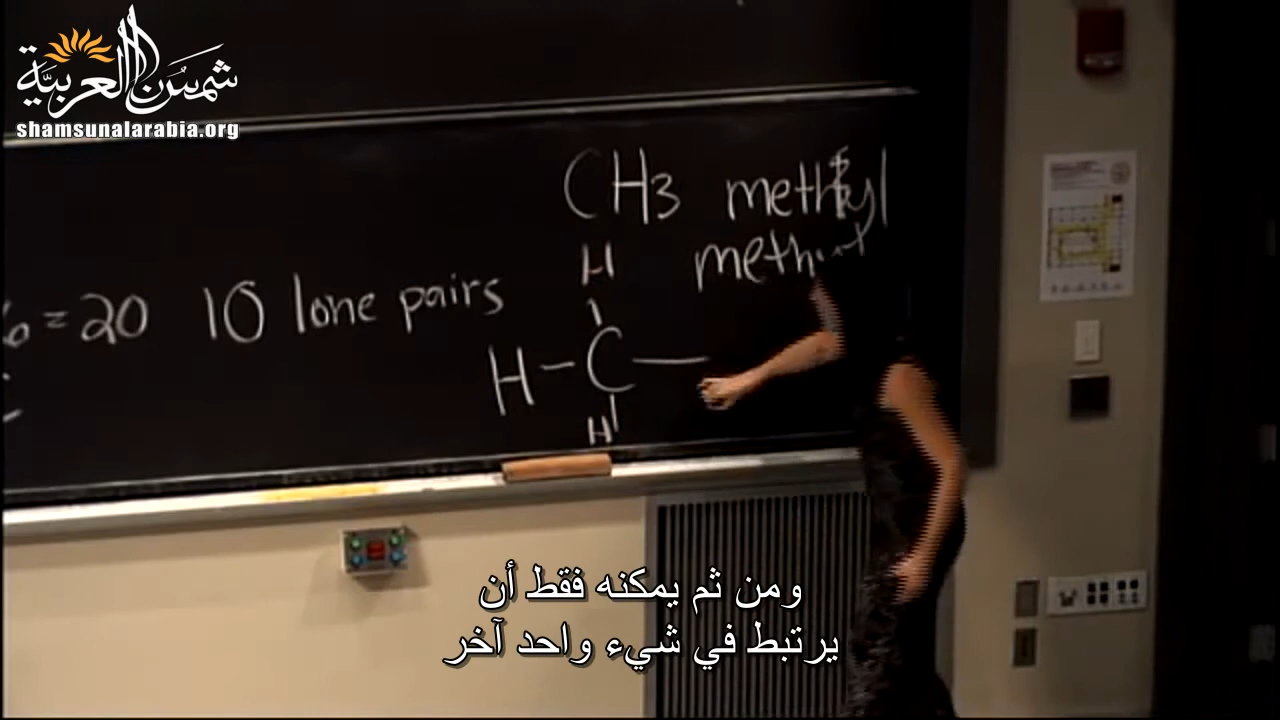 شمس العربية
shamsunalarabia.org
CH3 methyl
H
= 20 10 lone pairs
H-C-
H
ومن ثم يمكنه فقط أن
يرتبط في شيء واحد آخر